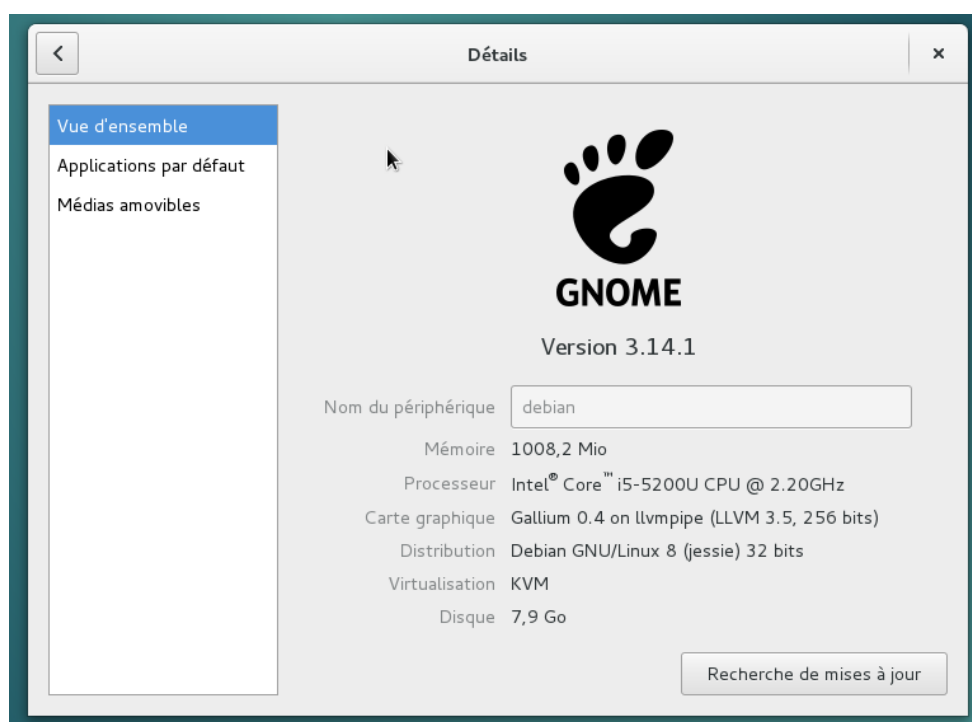 Détails
Vue d'ensemble
Applications par défaut
Médias amovibles
GNOME
Version 3.14.1
Nom du périphérique debian
Mémoire 1008,2 Mio
Processeur Intel® Core™ i5-5200U CPU @ 2.20GHz
Carte graphique Gallium 0.4 on llvmpipe (LLVM 3.5, 256 bits)
Distribution Debian GNU/Linux 8 (jessie) 32 bits
Virtualisation KVM
Disque 7,9 Go
Recherche de mises à jour